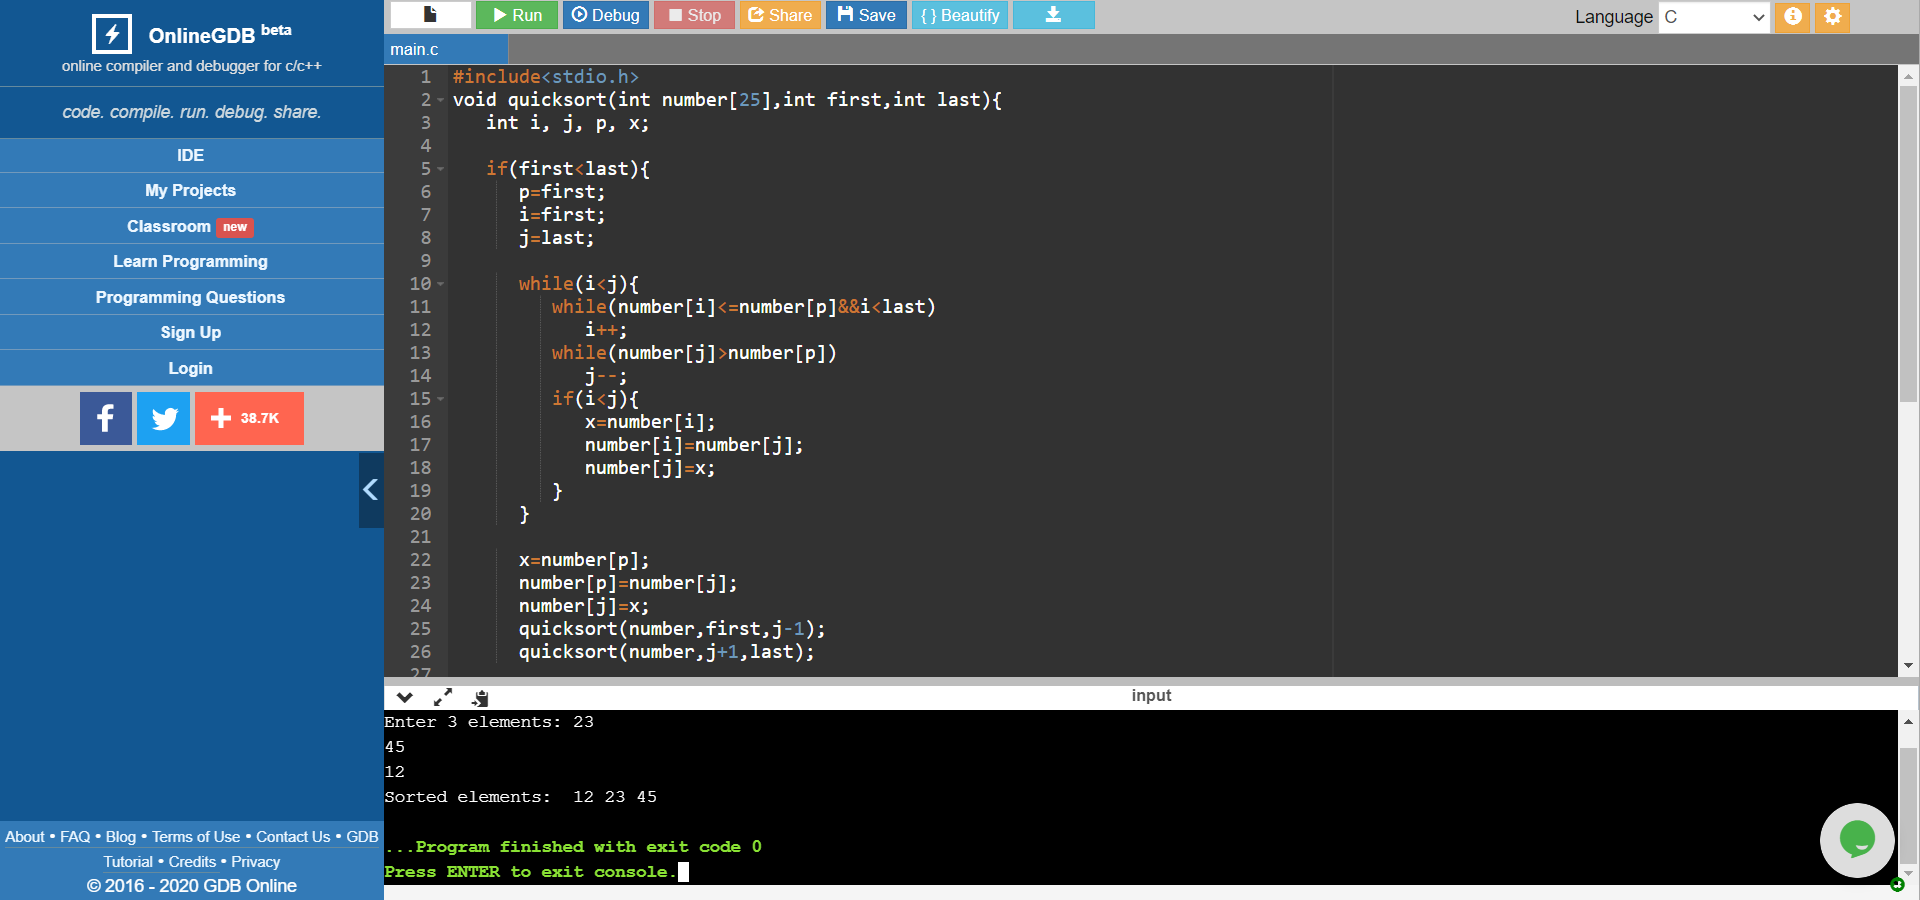 OnlineGDB beta
online compiler and debugger for c/c++
code. compile. run. debug. share.
IDE
My Projects
Classroom new
Learn Programming
Programming Questions
Sign Up
Login
38.7K
About • FAQ • Blog • Terms of Use • Contact Us • GDB
Tutorial • Credits • Privacy
© 2016 - 2020 GDB Online
Run Debug Stop Share Save { } Beautify
Language C
main.c
1 #include<stdio.h>
2 void quicksort(int number[25],int first,int last){
3 int i, j, p, x;
4
5 if(first<last){
6 p=first;
7 i=first;
8 j=last;
9
10 while(i<j){
11 while(number[i]<=number[p]&&i<last)
12 i++;
13 while(number[j]>number[p])
14 j--;
15 if(i<j){
16 x=number[i];
17 number[i]=number[j];
18 number[j]=x;
19 }
20 }
21
22 x=number[p];
23 number[p]=number[j];
24 number[j]=x;
25 quicksort(number,first,j-1);
26 quicksort(number,j+1,last);
27
input
Enter 3 elements: 23
45
12
Sorted elements:  12 23 45
...Program finished with exit code 0
Press ENTER to exit console.